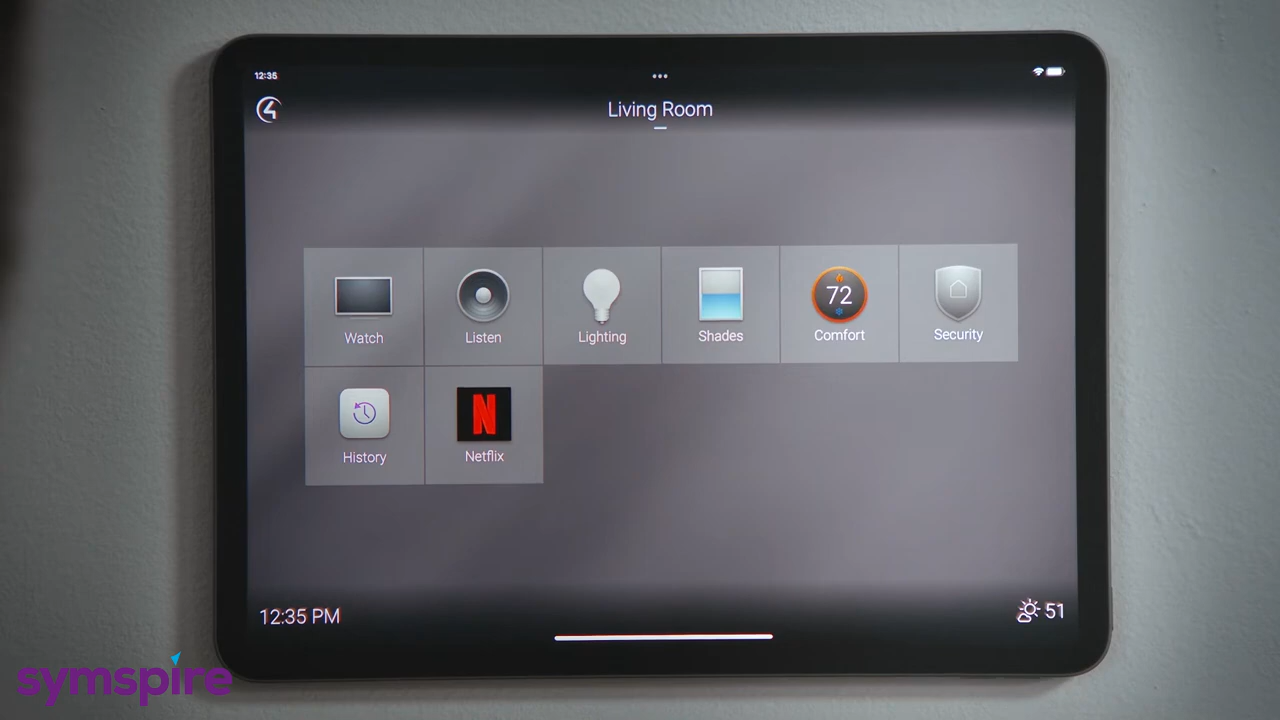 12:35
Living Room
Watch
Listen
Lighting
Shades
72
Comfort
Security
History
N
Netflix
12:35 PM
51
symspire